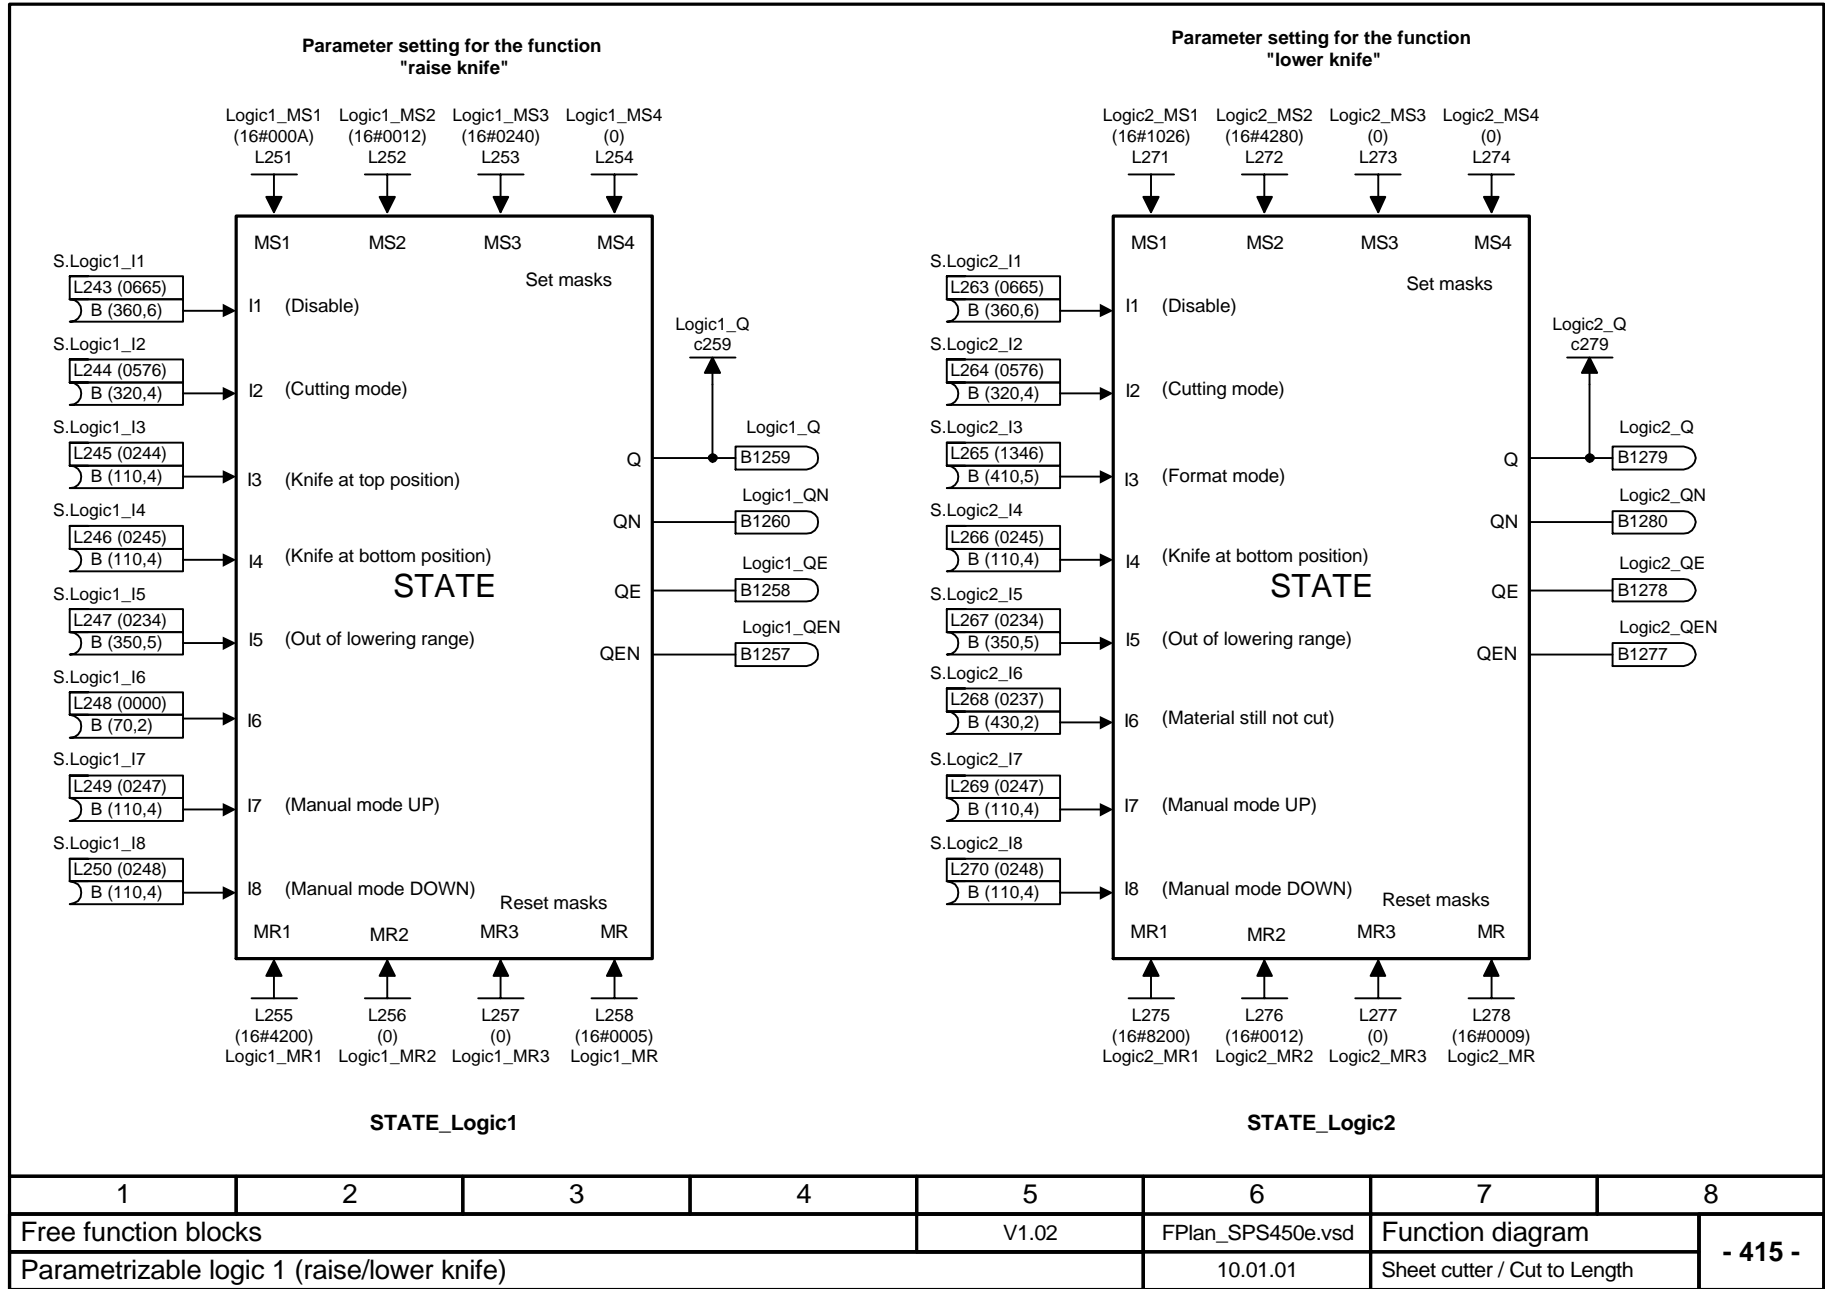 Parameter setting for the function
"raise knife"
Logic1_MS1 Logic1_MS2 Logic1_MS3 Logic1_MS4
(16#000A) (16#0012) (16#0240) (0)
L251 L252 L253 L254
MS1 MS2 MS3 MS4
Set masks
S.Logic1_I1
L243 (0665)
B (360,6)
I1 (Disable)
S.Logic1_I2
L244 (0576)
B (320,4)
I2 (Cutting mode)
S.Logic1_I3
L245 (0244)
B (110,4)
I3 (Knife at top position)
S.Logic1_I4
L246 (0245)
B (110,4)
I4 (Knife at bottom position)
STATE
S.Logic1_I5
L247 (0234)
B (350,5)
I5 (Out of lowering range)
S.Logic1_I6
L248 (0000)
B (70,2)
I6
S.Logic1_I7
L249 (0247)
B (110,4)
I7 (Manual mode UP)
S.Logic1_I8
L250 (0248)
B (110,4)
I8 (Manual mode DOWN)
Logic1_Q
c259
Q
Logic1_Q
B1259
QN
Logic1_QN
B1260
QE
Logic1_QE
B1258
QEN
Logic1_QEN
B1257
Reset masks
MR1 MR2 MR3 MR
L255 L256 L257 L258
(16#4200) (0) (0) (16#0005)
Logic1_MR1 Logic1_MR2 Logic1_MR3 Logic1_MR
STATE_Logic1
Parameter setting for the function
"lower knife"
Logic2_MS1 Logic2_MS2 Logic2_MS3 Logic2_MS4
(16#1026) (16#4280) (0) (0)
L271 L272 L273 L274
MS1 MS2 MS3 MS4
Set masks
S.Logic2_I1
L263 (0665)
B (360,6)
I1 (Disable)
S.Logic2_I2
L264 (0576)
B (320,4)
I2 (Cutting mode)
S.Logic2_I3
L265 (1346)
B (410,5)
I3 (Format mode)
S.Logic2_I4
L266 (0245)
B (110,4)
I4 (Knife at bottom position)
STATE
S.Logic2_I5
L267 (0234)
B (350,5)
I5 (Out of lowering range)
S.Logic2_I6
L268 (0237)
B (430,2)
I6 (Material still not cut)
S.Logic2_I7
L269 (0247)
B (110,4)
I7 (Manual mode UP)
S.Logic2_I8
L270 (0248)
B (110,4)
I8 (Manual mode DOWN)
Logic2_Q
c279
Q
Logic2_Q
B1279
QN
Logic2_QN
B1280
QE
Logic2_QE
B1278
QEN
Logic2_QEN
B1277
Reset masks
MR1 MR2 MR3 MR
L275 L276 L277 L278
(16#8200) (16#0012) (0) (16#0009)
Logic2_MR1 Logic2_MR2 Logic2_MR3 Logic2_MR
STATE_Logic2
1 2 3 4 5 6 7 8
Free function blocks V1.02 FPlan_SPS450e.vsd Function diagram
- 415 -
Parametrizable logic 1 (raise/lower knife) 10.01.01 Sheet cutter / Cut to Length